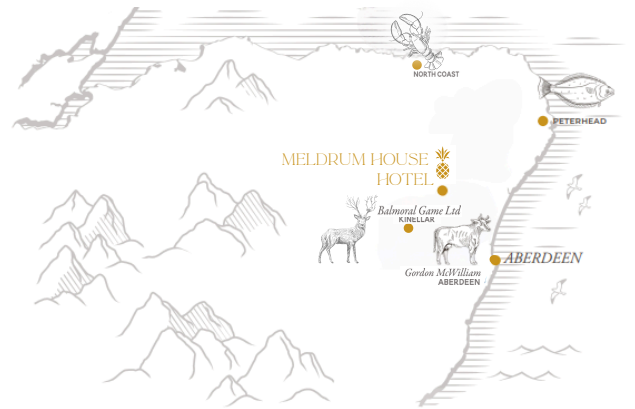 NORTH COAST
PETERHEAD
MELDRUM HOUSE
HOTEL
Balmoral Game Ltd
KINELLAR
ABERDEEN
Gordon McWilliam
ABERDEEN